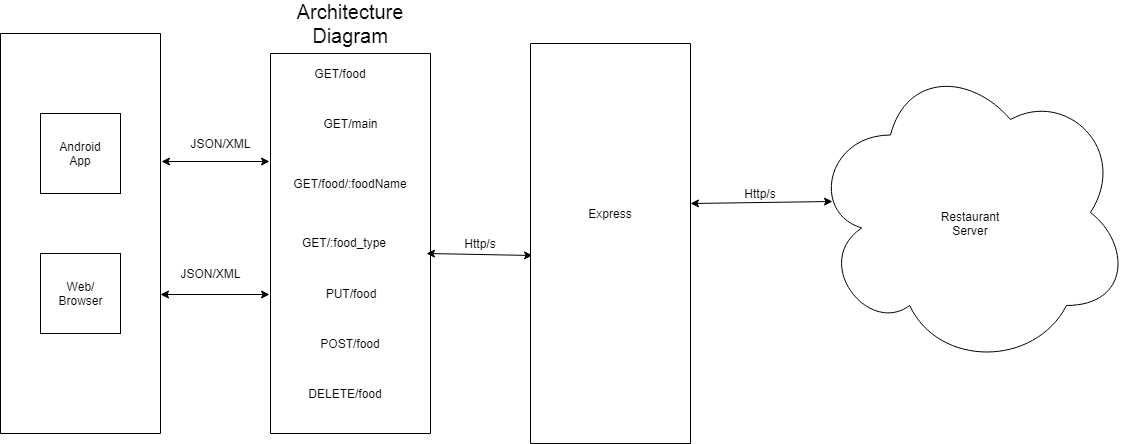 Architecture
Diagram
Android
App
Web/
Browser
JSON/XML
JSON/XML
GET/food
GET/main
GET/food/:foodName
GET/:food_type
PUT/food
POST/food
DELETE/food
Http/s
Express
Http/s
Restaurant
Server